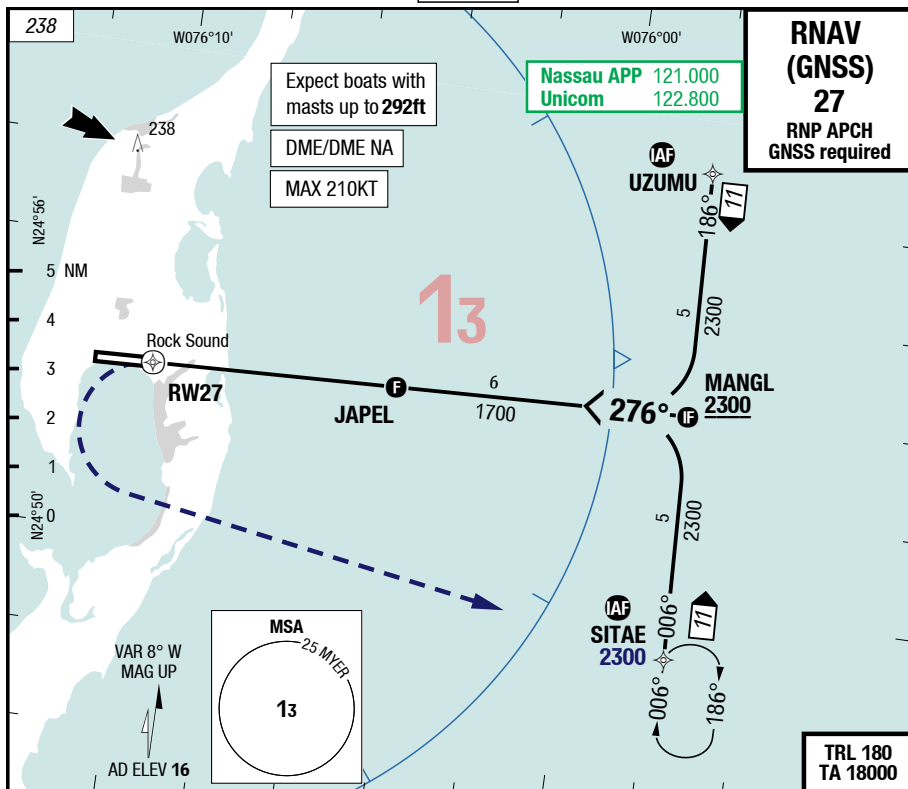 238
W076°10'
W076°00'
RNAV
(GNSS)
27
RNP APCH
GNSS required
Expect boats with
masts up to 292ft
DME/DME NA
MAX 210KT
Nassau APP 121.000
Unicom 122.800
238
IAF
UZUMU
186°
11
N24°56'
5 NM
4
3
2
1
0
N24°50'
13
5
2300
Rock Sound
RW27
F
JAPEL
6
1700
276°
IF
MANGL
2300
5
2300
IAF
SITAE
2300
006°
11
006°
186°
MSA
25 MYER
13
VAR 8° W
MAG UP
AD ELEV 16
TRL 180
TA 18000